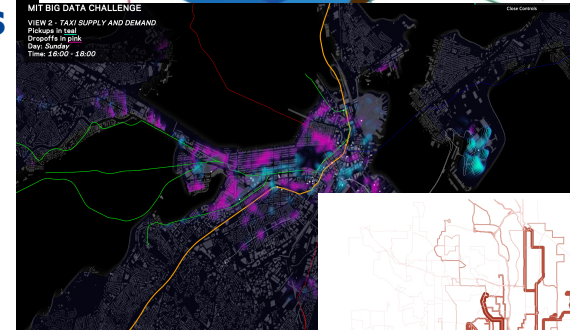 s
MIT BIG DATA CHALLENGE
Close Controls
VIEW 2 - TAXI SUPPLY AND DEMAND
Pickups in teal
Dropoffs in pink
Day: Sunday
Time: 16:00 - 18:00